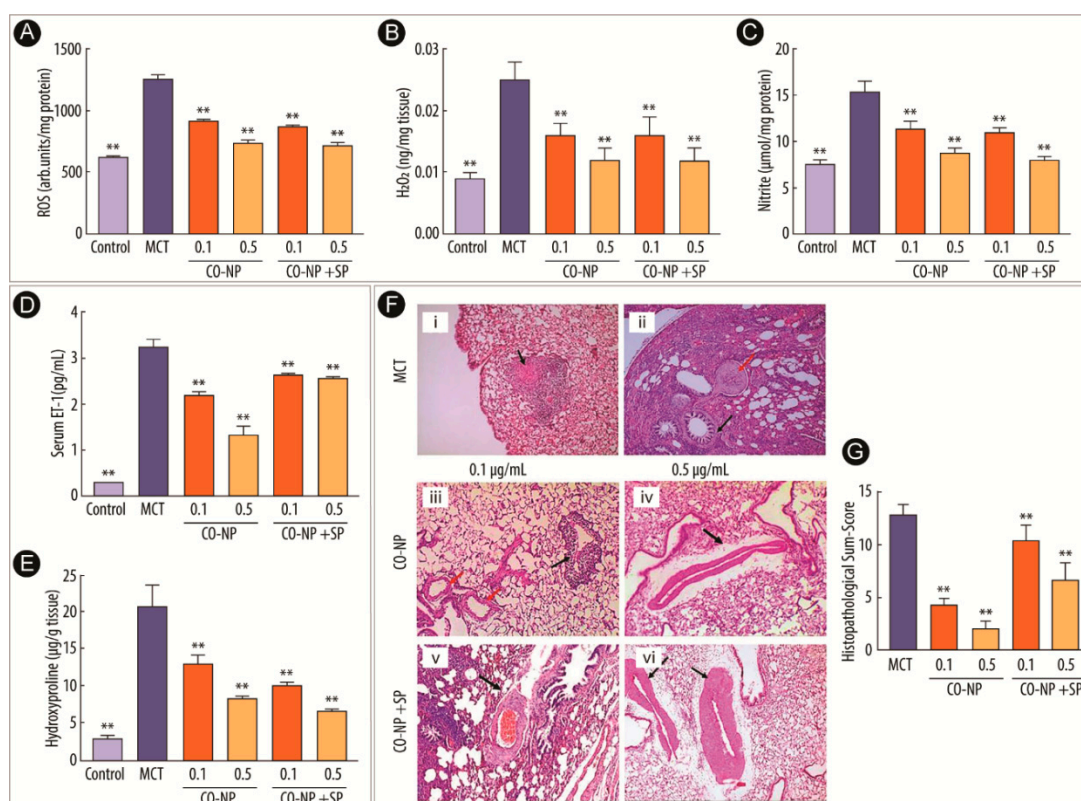 A
1500
1000
500
0
ROS (arb.units/mg protein)
**
**
**
**
**
Control
MCT
0.1
0.5
0.1
0.5
CO-NP
CO-NP +SP
B
0.03
0.02
0.01
0.00
H₂O₂ (ng/mg tissue)
**
**
**
**
**
Control
MCT
0.1
0.5
0.1
0.5
CO-NP
CO-NP +SP
C
20
15
10
5
0
Nitrite (μmol/mg protein)
**
**
**
**
**
Control
MCT
0.1
0.5
0.1
0.5
CO-NP
CO-NP +SP
D
4
3
2
1
0
Serum ET-1(pg/mL)
**
**
**
**
**
Control
MCT
0.1
0.5
0.1
0.5
CO-NP
CO-NP +SP
E
25
20
15
10
5
0
Hydroxyproline (μg/g tissue)
**
**
**
**
**
Control
MCT
0.1
0.5
0.1
0.5
CO-NP
CO-NP +SP
F
MCT
i
ii
0.1 μg/mL
0.5 μg/mL
CO-NP
iii
iv
CO-NP +SP
v
vi
G
15
10
5
0
Histopathological Sum-Score
**
**
**
**
MCT
0.1
0.5
0.1
0.5
CO-NP
CO-NP +SP